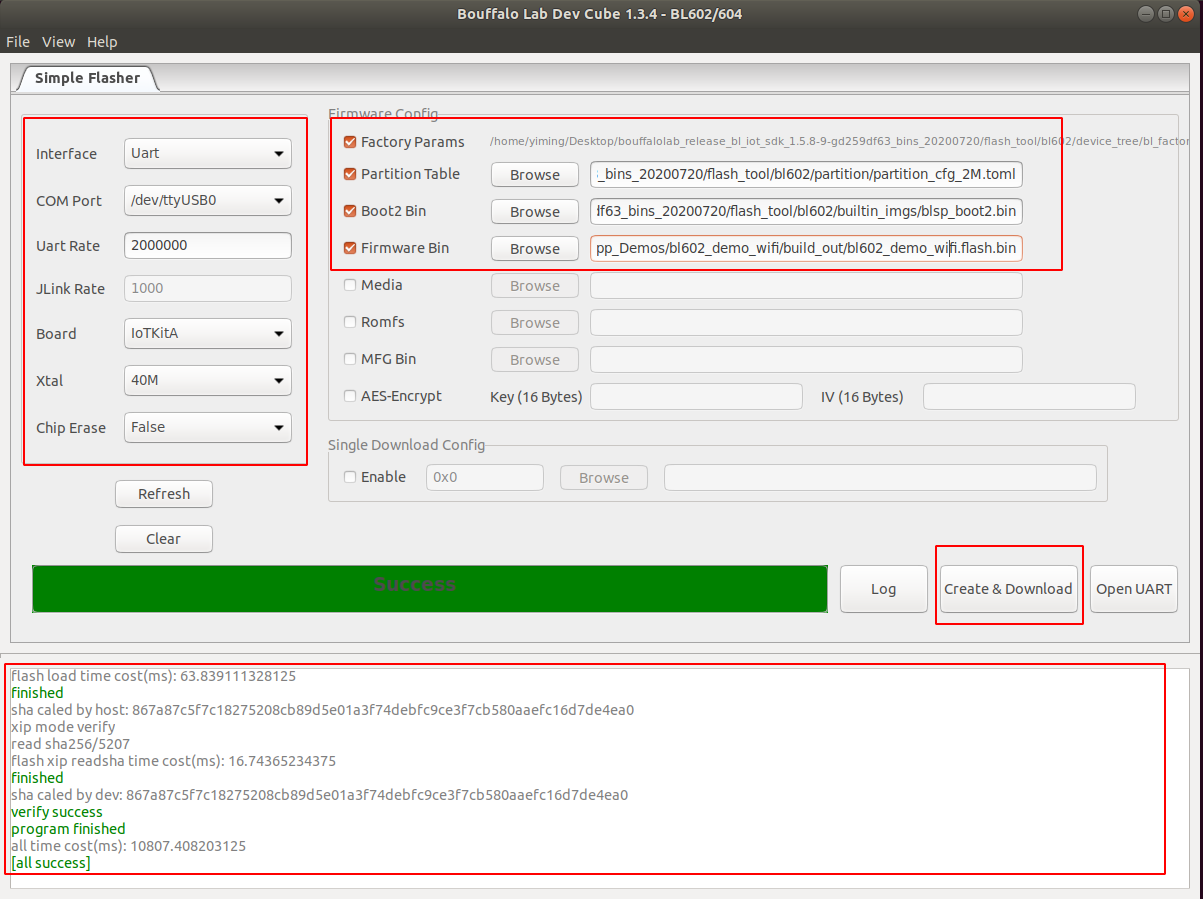 Bouffalo Lab Dev Cube 1.3.4 - BL602/604
File View Help
Simple Flasher
Interface Uart
COM Port /dev/ttyUSB0
Uart Rate 2000000
JLink Rate 1000
Board IoTKitA
Xtal 40M
Chip Erase False
Refresh
Clear
Firmware Config
Factory Params /home/yiming/Desktop/bouffalolab_release_bl_iot_sdk_1.5.8-9-gd259df63_bins_20200720/flash_tool/bl602/device_tree/bl_factor
Partition Table Browse _bins_20200720/flash_tool/bl602/partition/partition_cfg_2M.toml
Boot2 Bin Browse df63_bins_20200720/flash_tool/bl602/builtin_imgs/blsp_boot2.bin
Firmware Bin Browse pp_Demos/bl602_demo_wifi/build_out/bl602_demo_wifi.flash.bin
Media Browse
Romfs Browse
MFG Bin Browse
AES-Encrypt Key (16 Bytes) IV (16 Bytes)
Single Download Config
Enable 0x0 Browse
Success Log Create & Download Open UART
flash load time cost(ms): 63.839111328125
finished
sha caled by host: 867a87c5f7c18275208cb89d5e01a3f74debfc9ce3f7cb580aaefc16d7de4ea0
xip mode verify
read sha256/5207
flash xip readsha time cost(ms): 16.74365234375
finished
sha caled by dev: 867a87c5f7c18275208cb89d5e01a3f74debfc9ce3f7cb580aaefc16d7de4ea0
verify success
program finished
all time cost(ms): 10807.408203125
[all success]